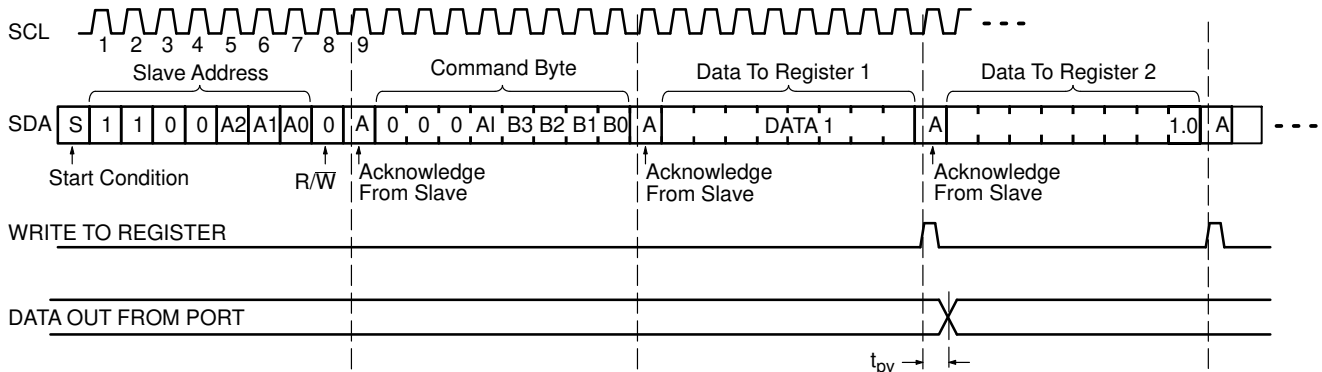 SCL
1 2 3 4 5 6 7 8 9
Slave Address Command Byte Data To Register 1 Data To Register 2
SDA S 1 1 0 0 A2 A1 A0 0 A 0 0 0 AI B3 B2 B1 B0 A DATA 1 A 1.0 A
Start Condition R/W̅ Acknowledge From Slave Acknowledge From Slave Acknowledge From Slave
WRITE TO REGISTER
DATA OUT FROM PORT
tpv